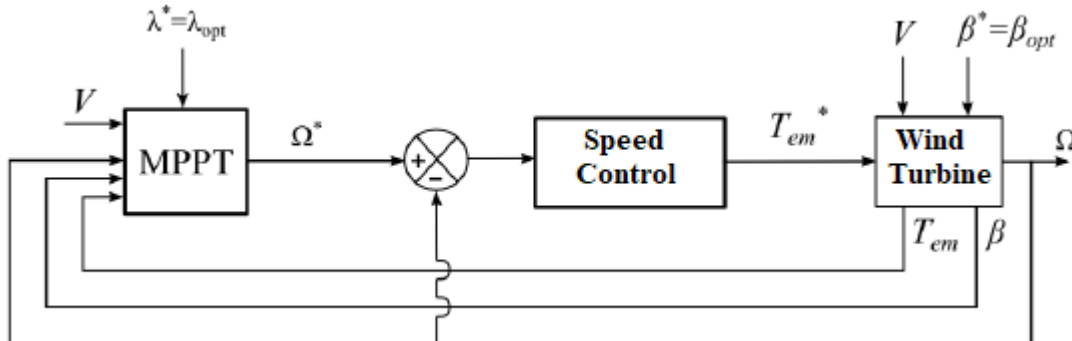 λ*=λopt
V
MPPT
Ω*
+
−
Speed
Control
Tem*
V
β*=βopt
Wind
Turbine
Ω
Tem
β